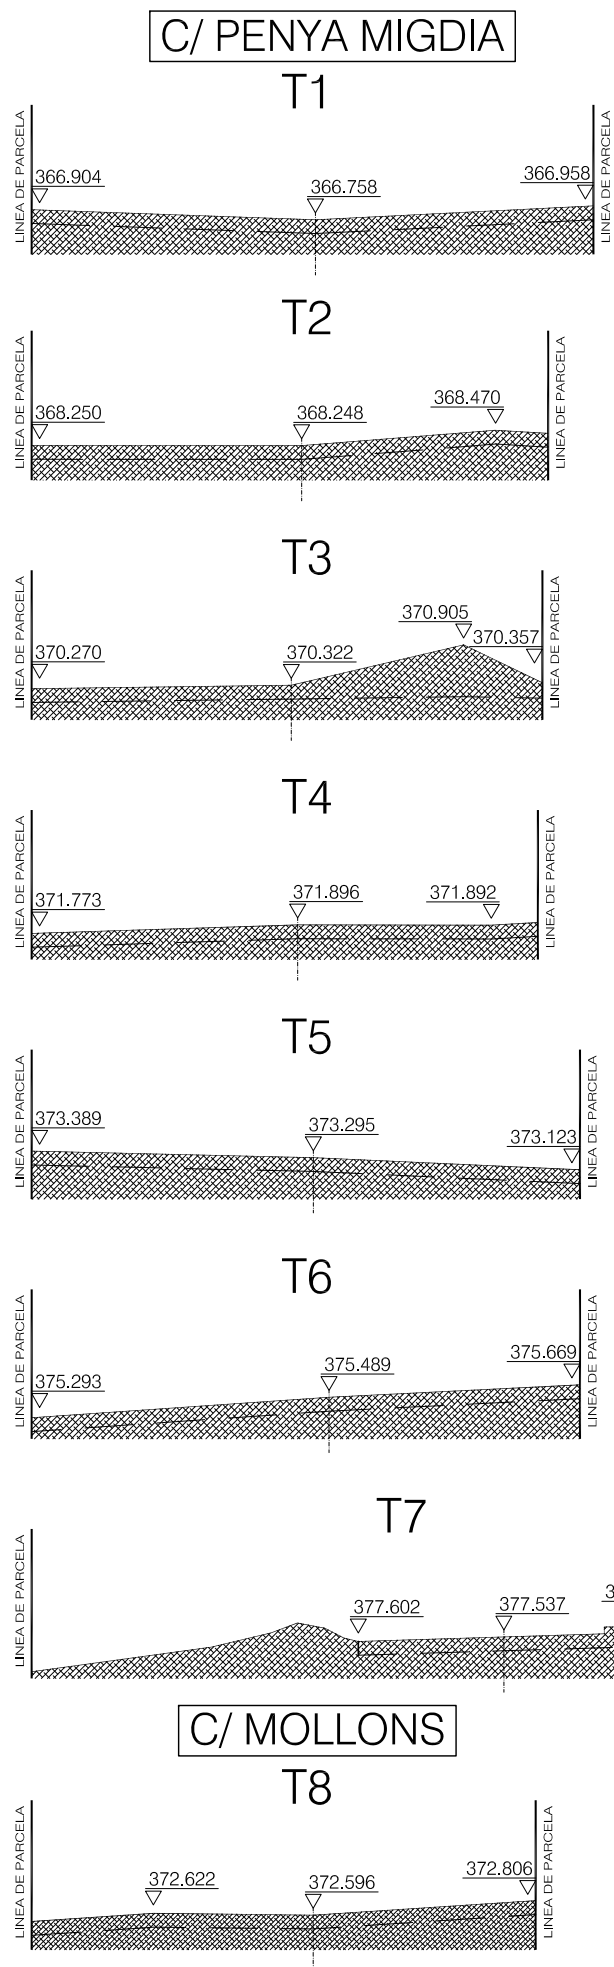 C/ PENYA MIGDIA
T1
LINEA DE PARCELA
366.904
366.758
366.958
LINEA DE PARCELA
T2
LINEA DE PARCELA
368.250
368.248
368.470
LINEA DE PARCELA
T3
LINEA DE PARCELA
370.270
370.322
370.905
370.357
LINEA DE PARCELA
T4
LINEA DE PARCELA
371.773
371.896
371.892
LINEA DE PARCELA
T5
LINEA DE PARCELA
373.389
373.295
373.123
LINEA DE PARCELA
T6
LINEA DE PARCELA
375.293
375.489
375.669
LINEA DE PARCELA
T7
LINEA DE PARCELA
377.602
377.537
C/ MOLLONS
T8
LINEA DE PARCELA
372.622
372.596
372.806
LINEA DE PARCELA